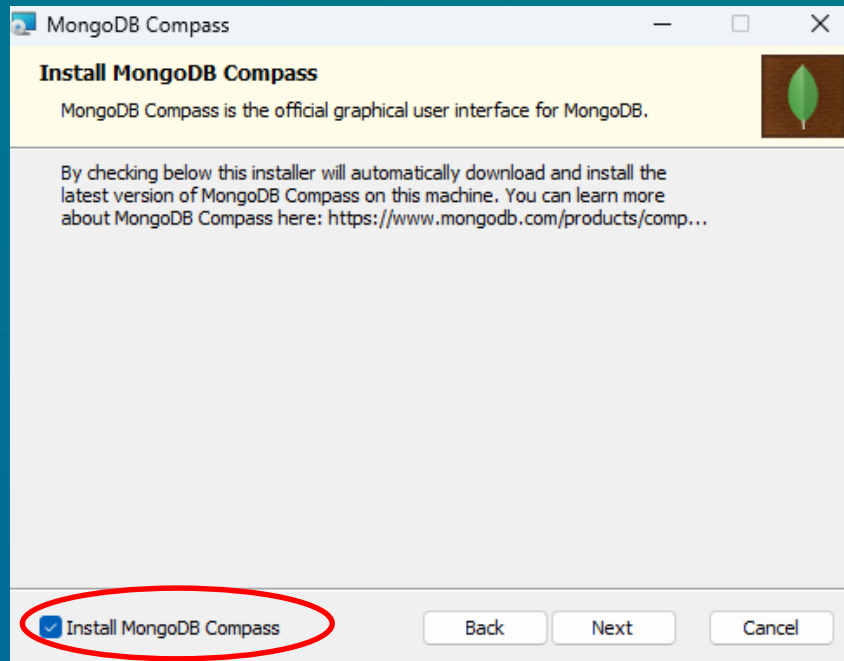 MongoDB Compass
Install MongoDB Compass
MongoDB Compass is the official graphical user interface for MongoDB.
By checking below this installer will automatically download and install the
latest version of MongoDB Compass on this machine. You can learn more
about MongoDB Compass here: https://www.mongodb.com/products/comp...
Install MongoDB Compass
Back
Next
Cancel